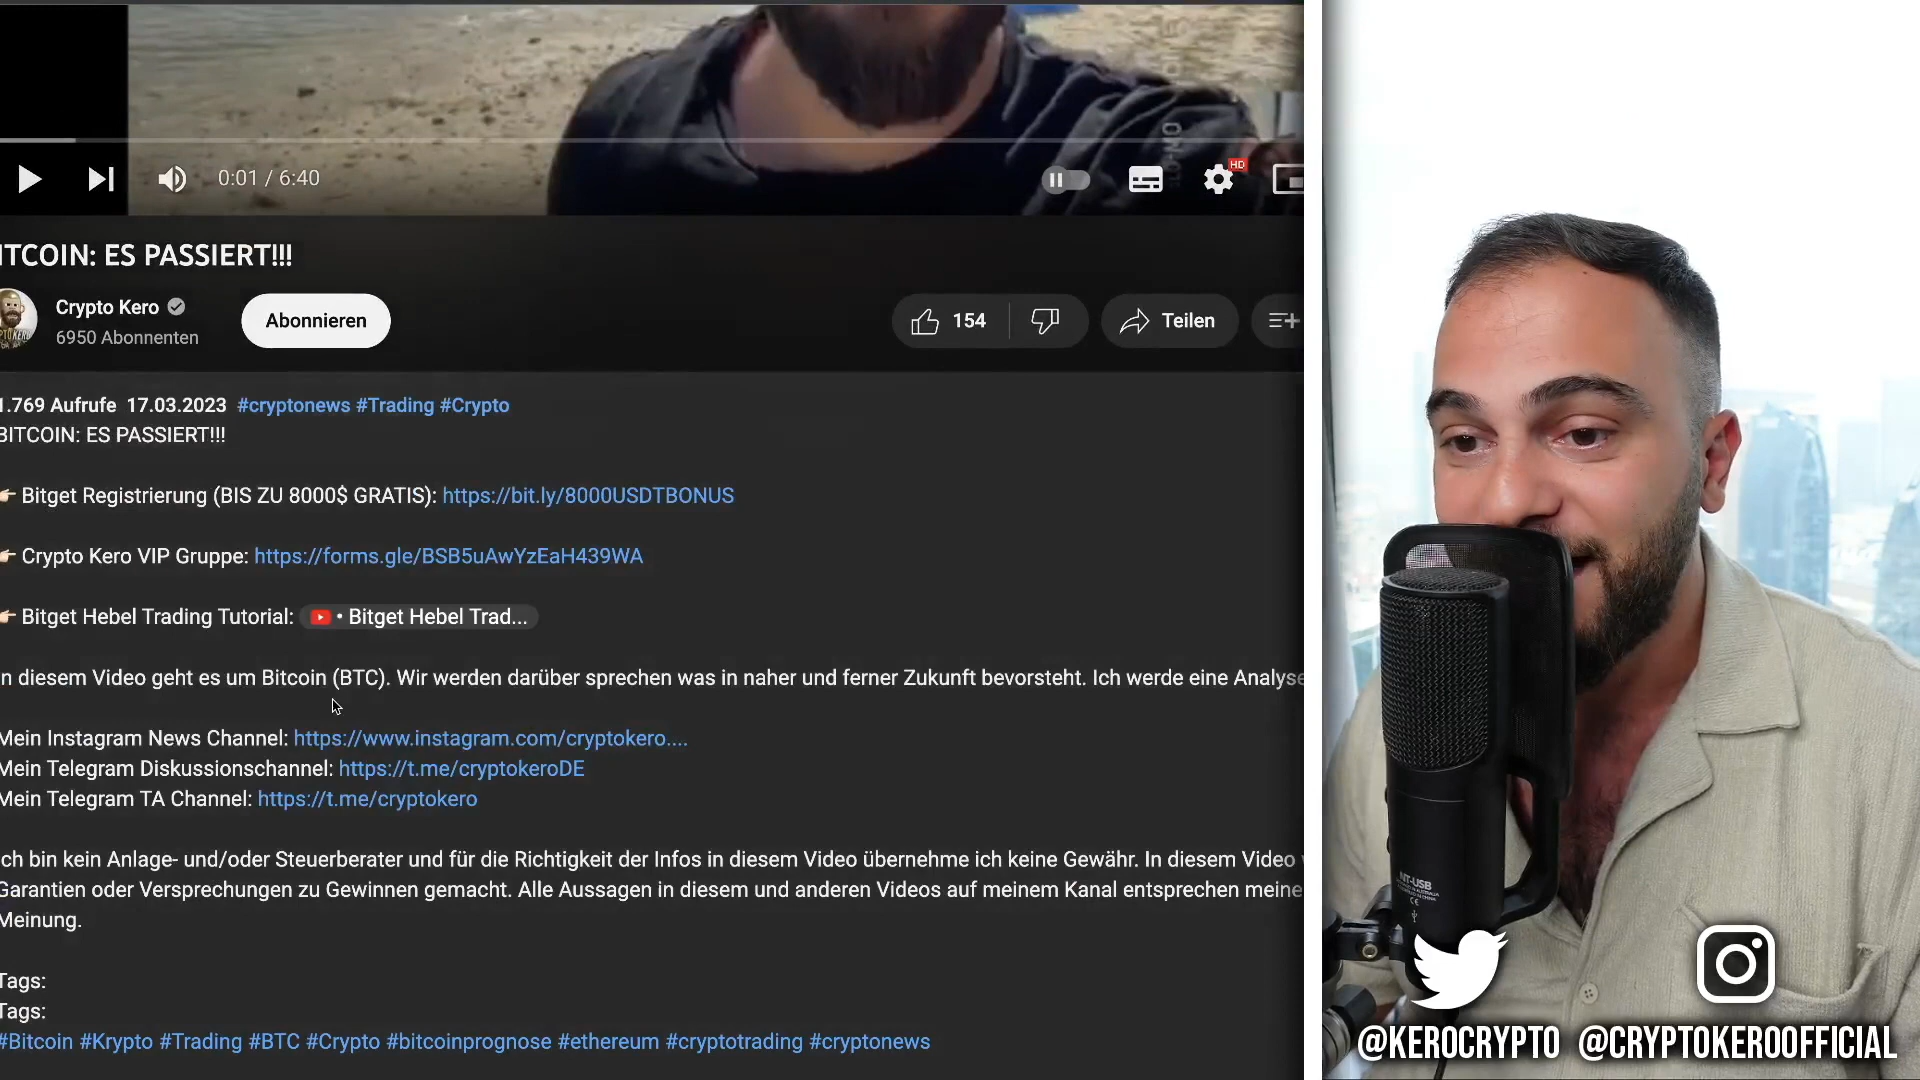 0:01 / 6:40
HD
ITCOIN: ES PASSIERT!!!
Crypto Kero
6950 Abonnenten
Abonnieren
154
Teilen
1.769 Aufrufe 17.03.2023 #cryptonews #Trading #Crypto
BITCOIN: ES PASSIERT!!!
Bitget Registrierung (BIS ZU 8000$ GRATIS): https://bit.ly/8000USDTBONUS
Crypto Kero VIP Gruppe: https://forms.gle/BSB5uAwYzEaH439WA
Bitget Hebel Trading Tutorial: • Bitget Hebel Trad...
n diesem Video geht es um Bitcoin (BTC). Wir werden darüber sprechen was in naher und ferner Zukunft bevorsteht. Ich werde eine Analyse
Mein Instagram News Channel: https://www.instagram.com/cryptokero....
Mein Telegram Diskussionschannel: https://t.me/cryptokeroDE
Mein Telegram TA Channel: https://t.me/cryptokero
ch bin kein Anlage- und/oder Steuerberater und für die Richtigkeit der Infos in diesem Video übernehme ich keine Gewähr. In diesem Video
Garantien oder Versprechungen zu Gewinnen gemacht. Alle Aussagen in diesem und anderen Videos auf meinem Kanal entsprechen meine
Meinung.
Tags:
Tags:
#Bitcoin #Krypto #Trading #BTC #Crypto #bitcoinprognose #ethereum #cryptotrading #cryptonews
NT-USB
@KEROCRYPTO @CRYPTOKEROOFFICIAL